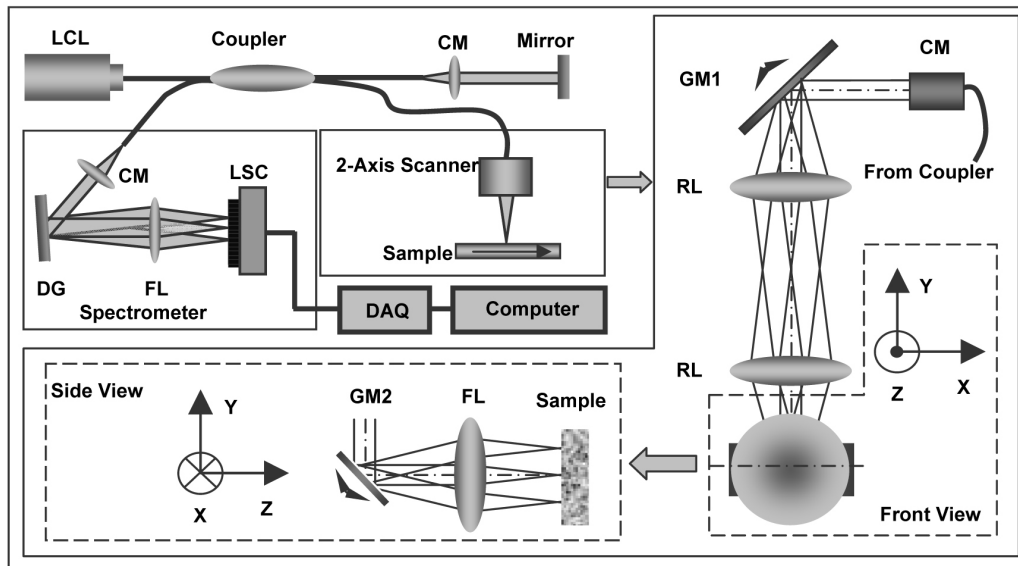 LCL
Coupler
CM
Mirror
CM
LSC
DG
FL
Spectrometer
2-Axis Scanner
Sample
DAQ
Computer
GM1
CM
From Coupler
RL
RL
Y
Z
X
Front View
Side View
Y
X
Z
GM2
FL
Sample